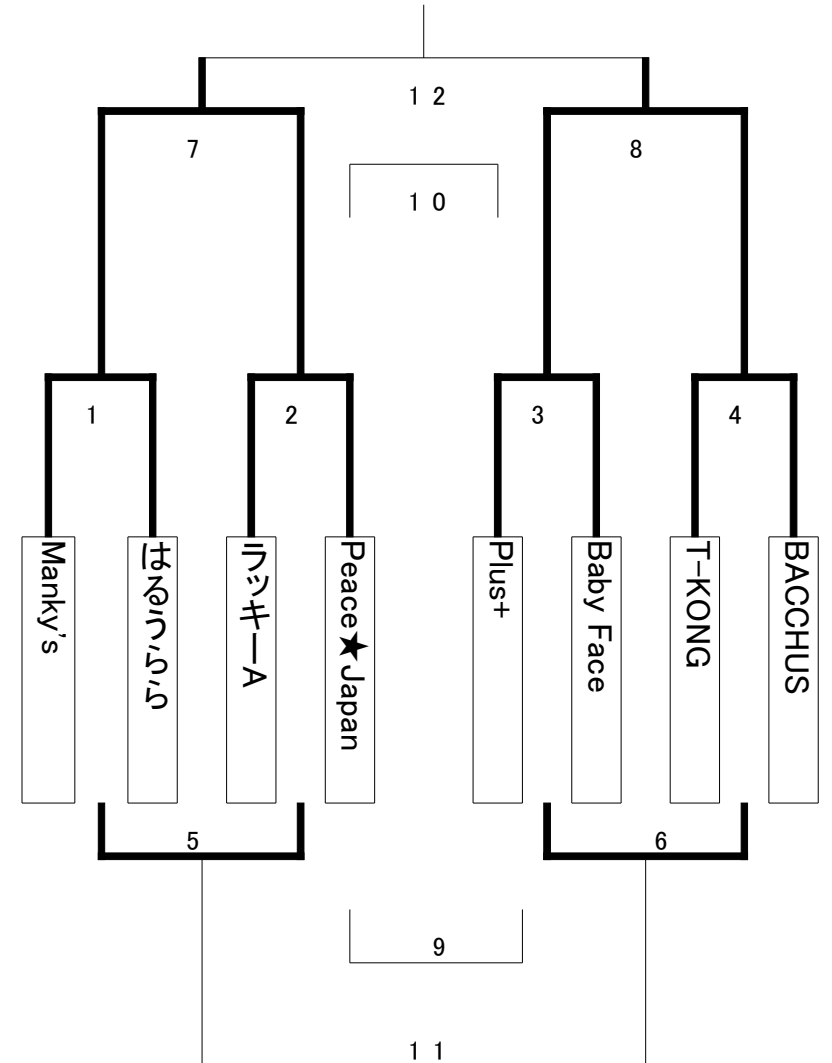 １２
7
8
１０
1
2
3
4
Manky's
はるうらら
ラッキーA
Peace★Japan
Plus+
Baby Face
T-KONG
BACCHUS
5
6
9
１１